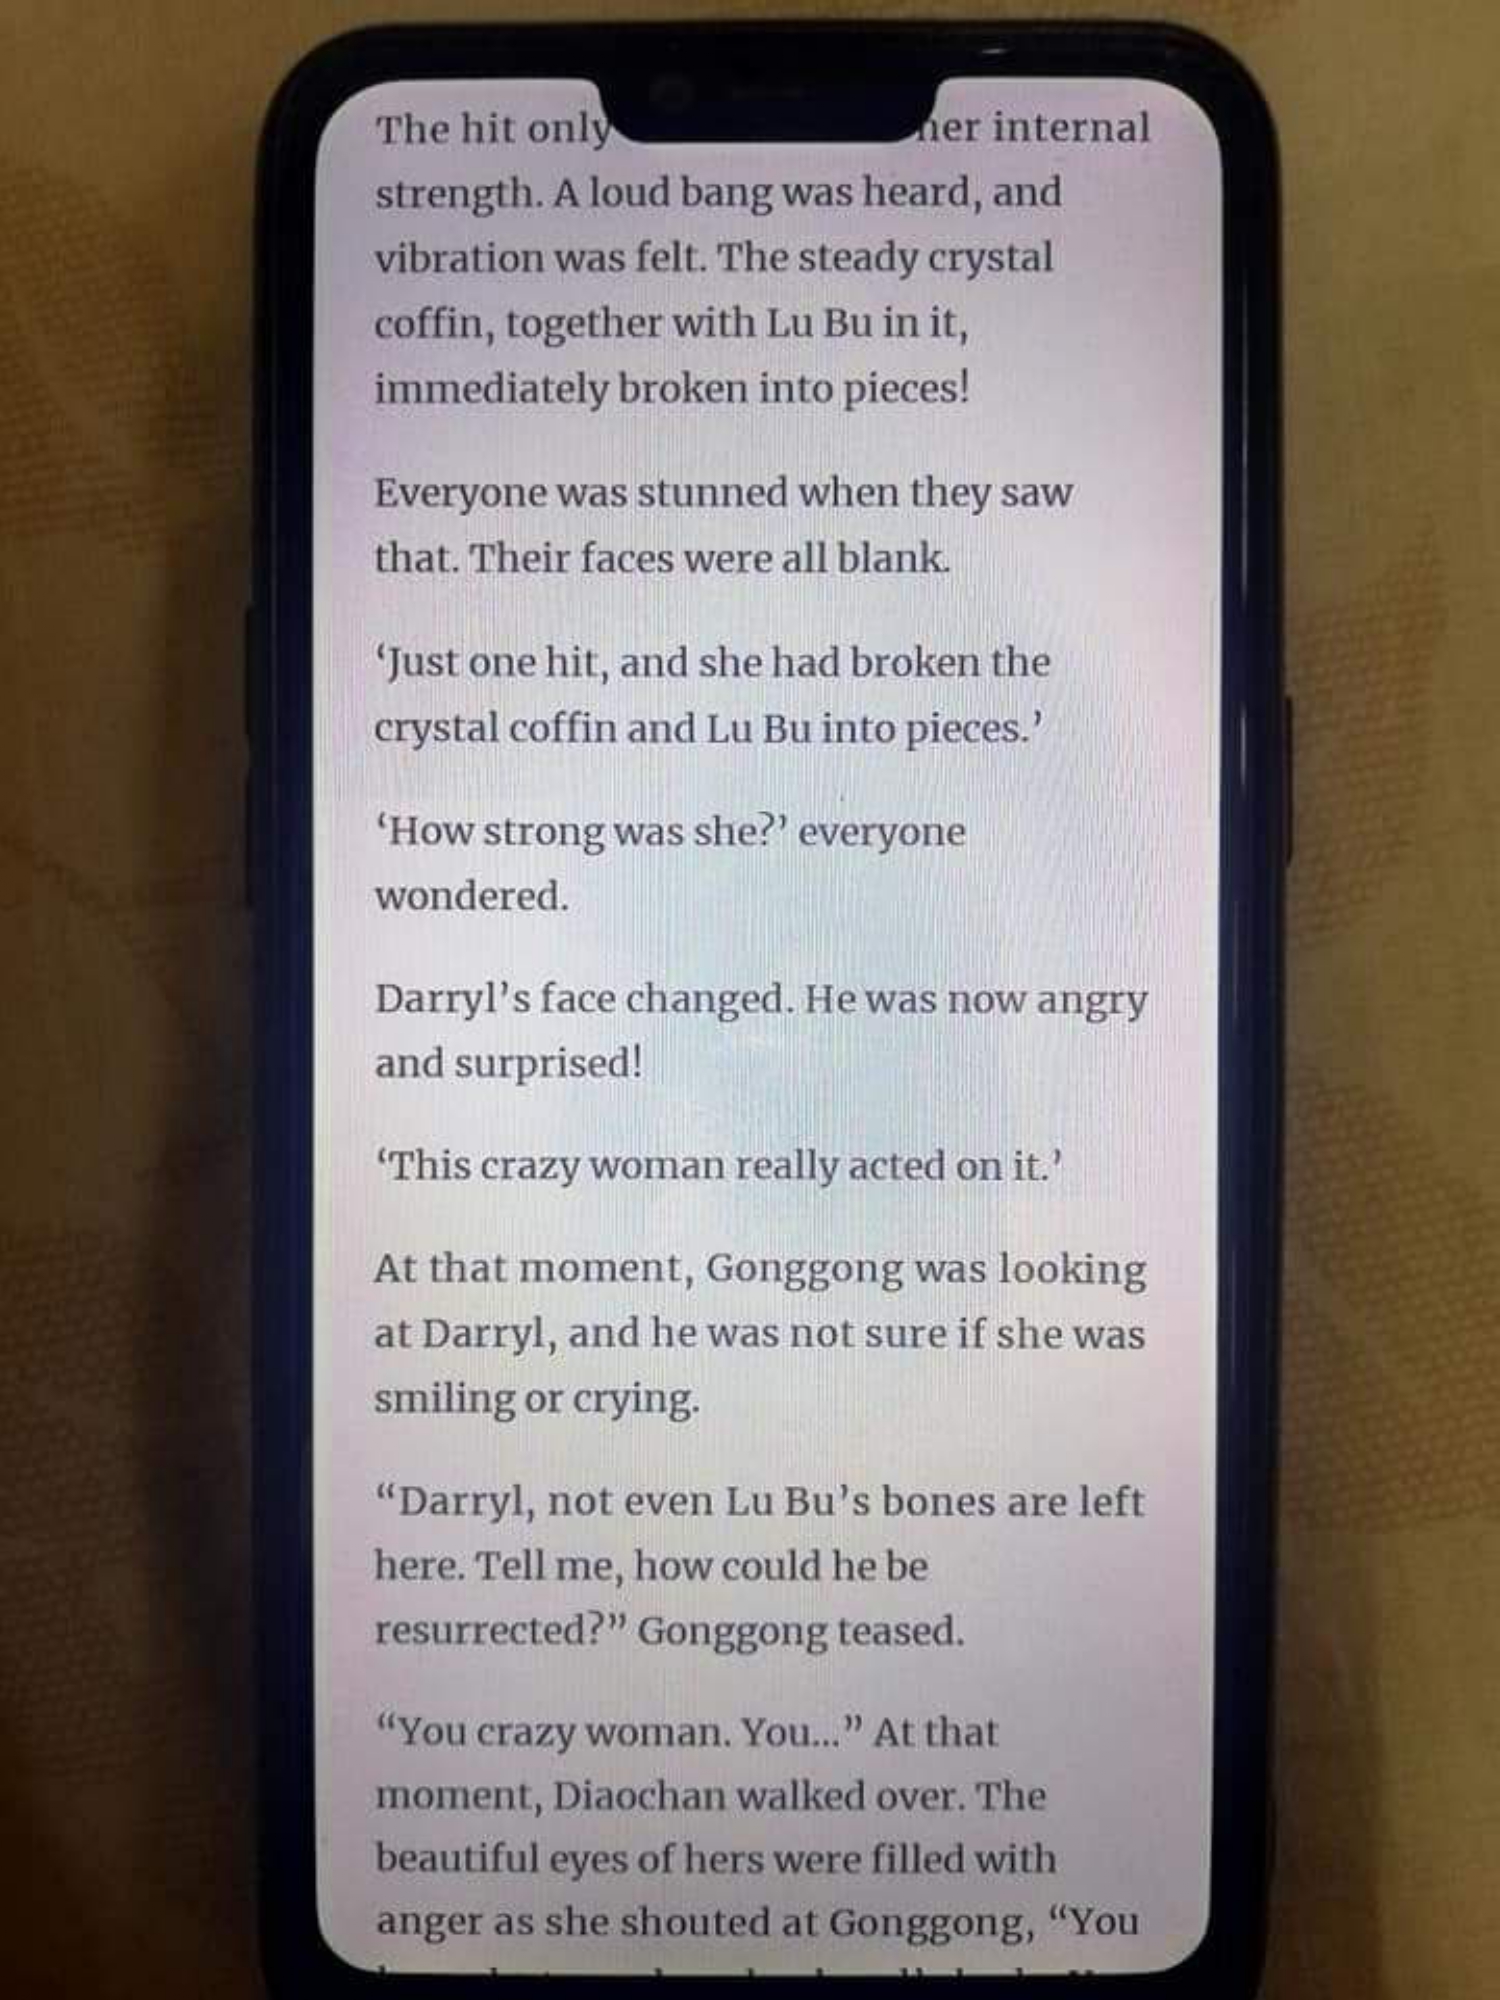 The hit only her internal
strength. A loud bang was heard, and
vibration was felt. The steady crystal
coffin, together with Lu Bu in it,
immediately broken into pieces!
Everyone was stunned when they saw
that. Their faces were all blank.
‘Just one hit, and she had broken the
crystal coffin and Lu Bu into pieces.’
‘How strong was she?’ everyone
wondered.
Darryl’s face changed. He was now angry
and surprised!
‘This crazy woman really acted on it.’
At that moment, Gonggong was looking
at Darryl, and he was not sure if she was
smiling or crying.
“Darryl, not even Lu Bu’s bones are left
here. Tell me, how could he be
resurrected?” Gonggong teased.
“You crazy woman. You...” At that
moment, Diaochan walked over. The
beautiful eyes of hers were filled with
anger as she shouted at Gonggong, “You